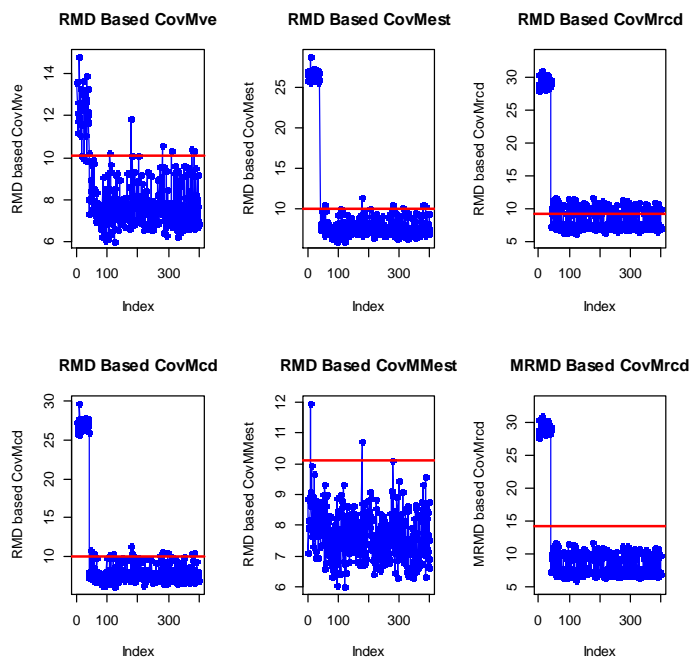 RMD Based CovMve
RMD based CovMve
14
12
10
8
6
0
100
300
Index
RMD Based CovMest
RMD based CovMest
25
20
15
10
0
100
300
Index
RMD Based CovMrcd
RMD based CovMrcd
30
25
20
15
10
5
0
100
300
Index
RMD Based CovMcd
RMD based CovMcd
30
25
20
15
10
0
100
300
Index
RMD Based CovMMest
RMD based CovMMest
12
11
10
9
8
7
6
0
100
300
Index
MRMD Based CovMrcd
MRMD based CovMrcd
30
25
20
15
10
5
0
100
300
Index